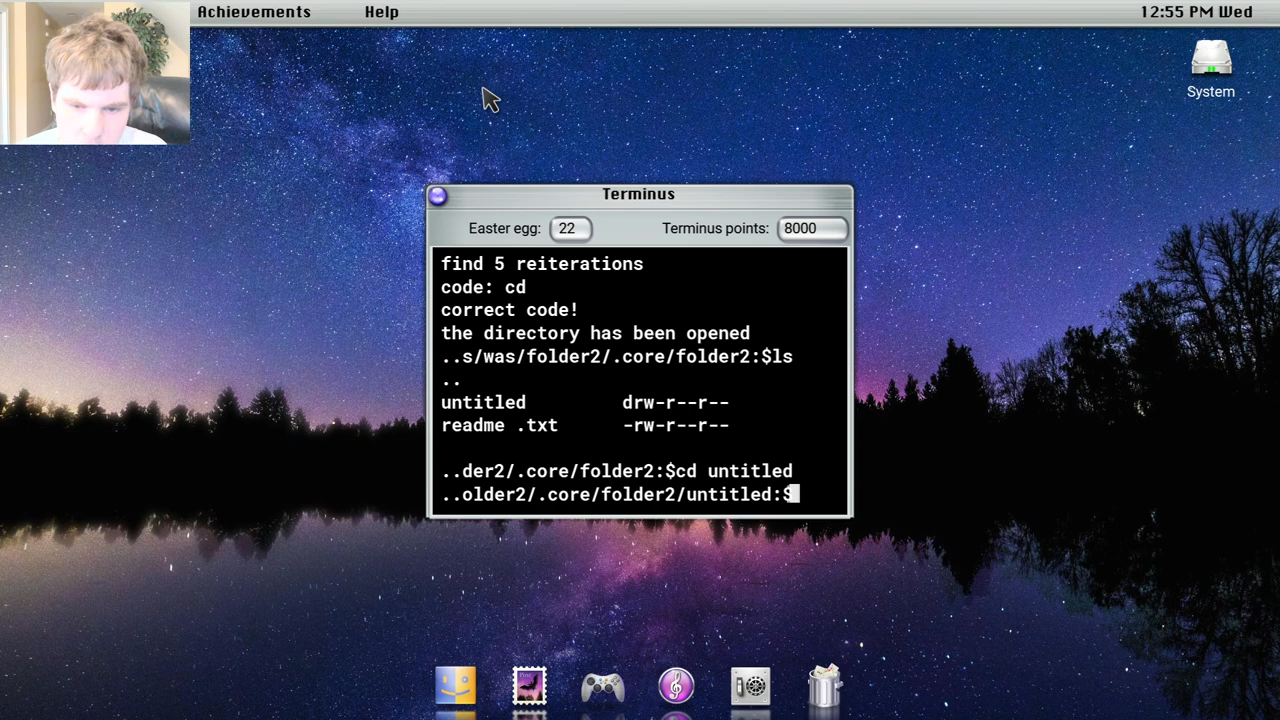 Achievements Help 12:55 PM Wed
System
Terminus
Easter egg: 22 Terminus points: 8000
find 5 reiterations
code: cd
correct code!
the directory has been opened
..s/was/folder2/.core/folder2:$ls
..
untitled drw-r--r--
readme .txt -rw-r--r--
..der2/.core/folder2:$cd untitled
..older2/.core/folder2/untitled:$